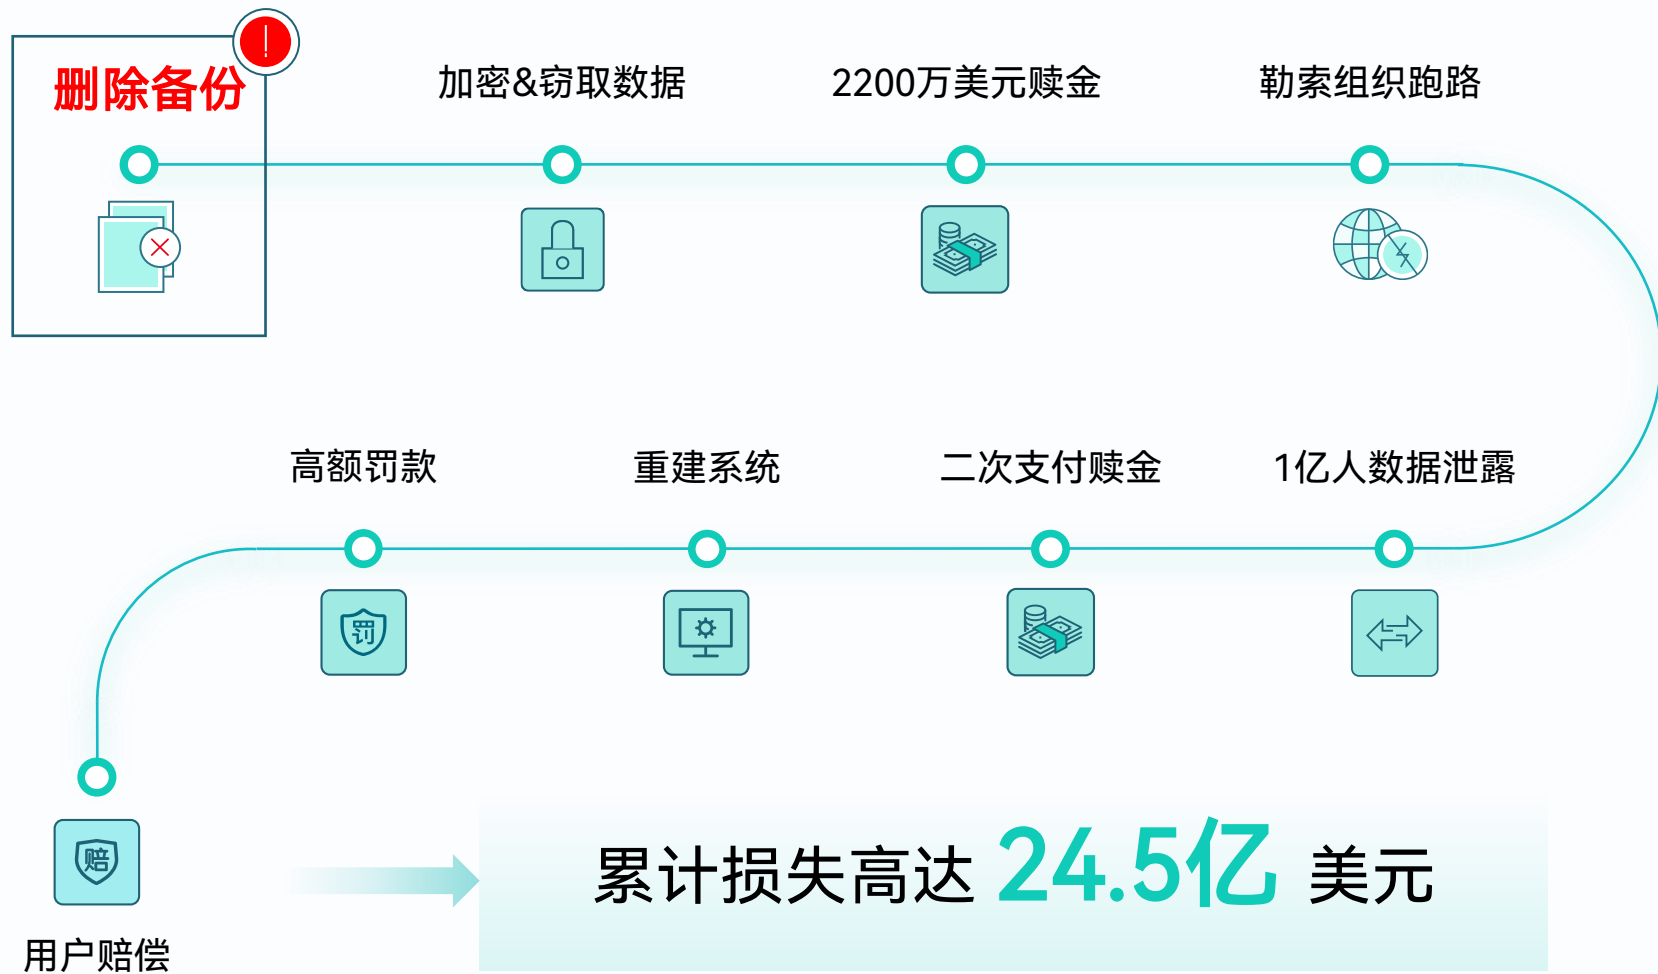 删除备份
!
加密&窃取数据
2200万美元赎金
勒索组织跑路
1亿人数据泄露
二次支付赎金
重建系统
高额罚款
罚
赔
用户赔偿
累计损失高达 24.5亿 美元